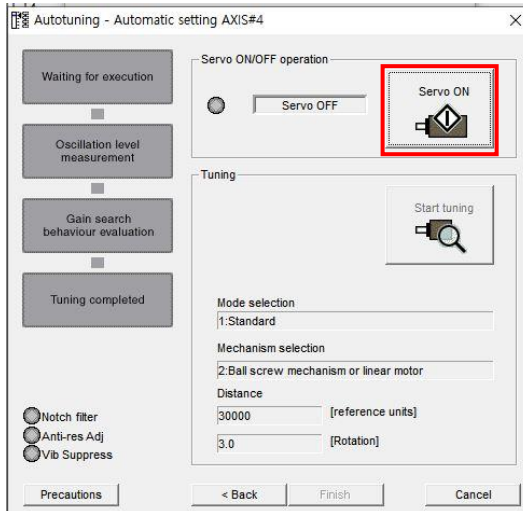 Autotuning - Automatic setting AXIS#4
Waiting for execution
Oscillation level
measurement
Gain search
behaviour evaluation
Tuning completed
Notch filter
Anti-res Adj
Vib Suppress
Servo ON/OFF operation
Servo OFF
Servo ON
Tuning
Start tuning
Mode selection
1:Standard
Mechanism selection
2:Ball screw mechanism or linear motor
Distance
30000 [reference units]
3.0 [Rotation]
Precautions
< Back
Finish
Cancel